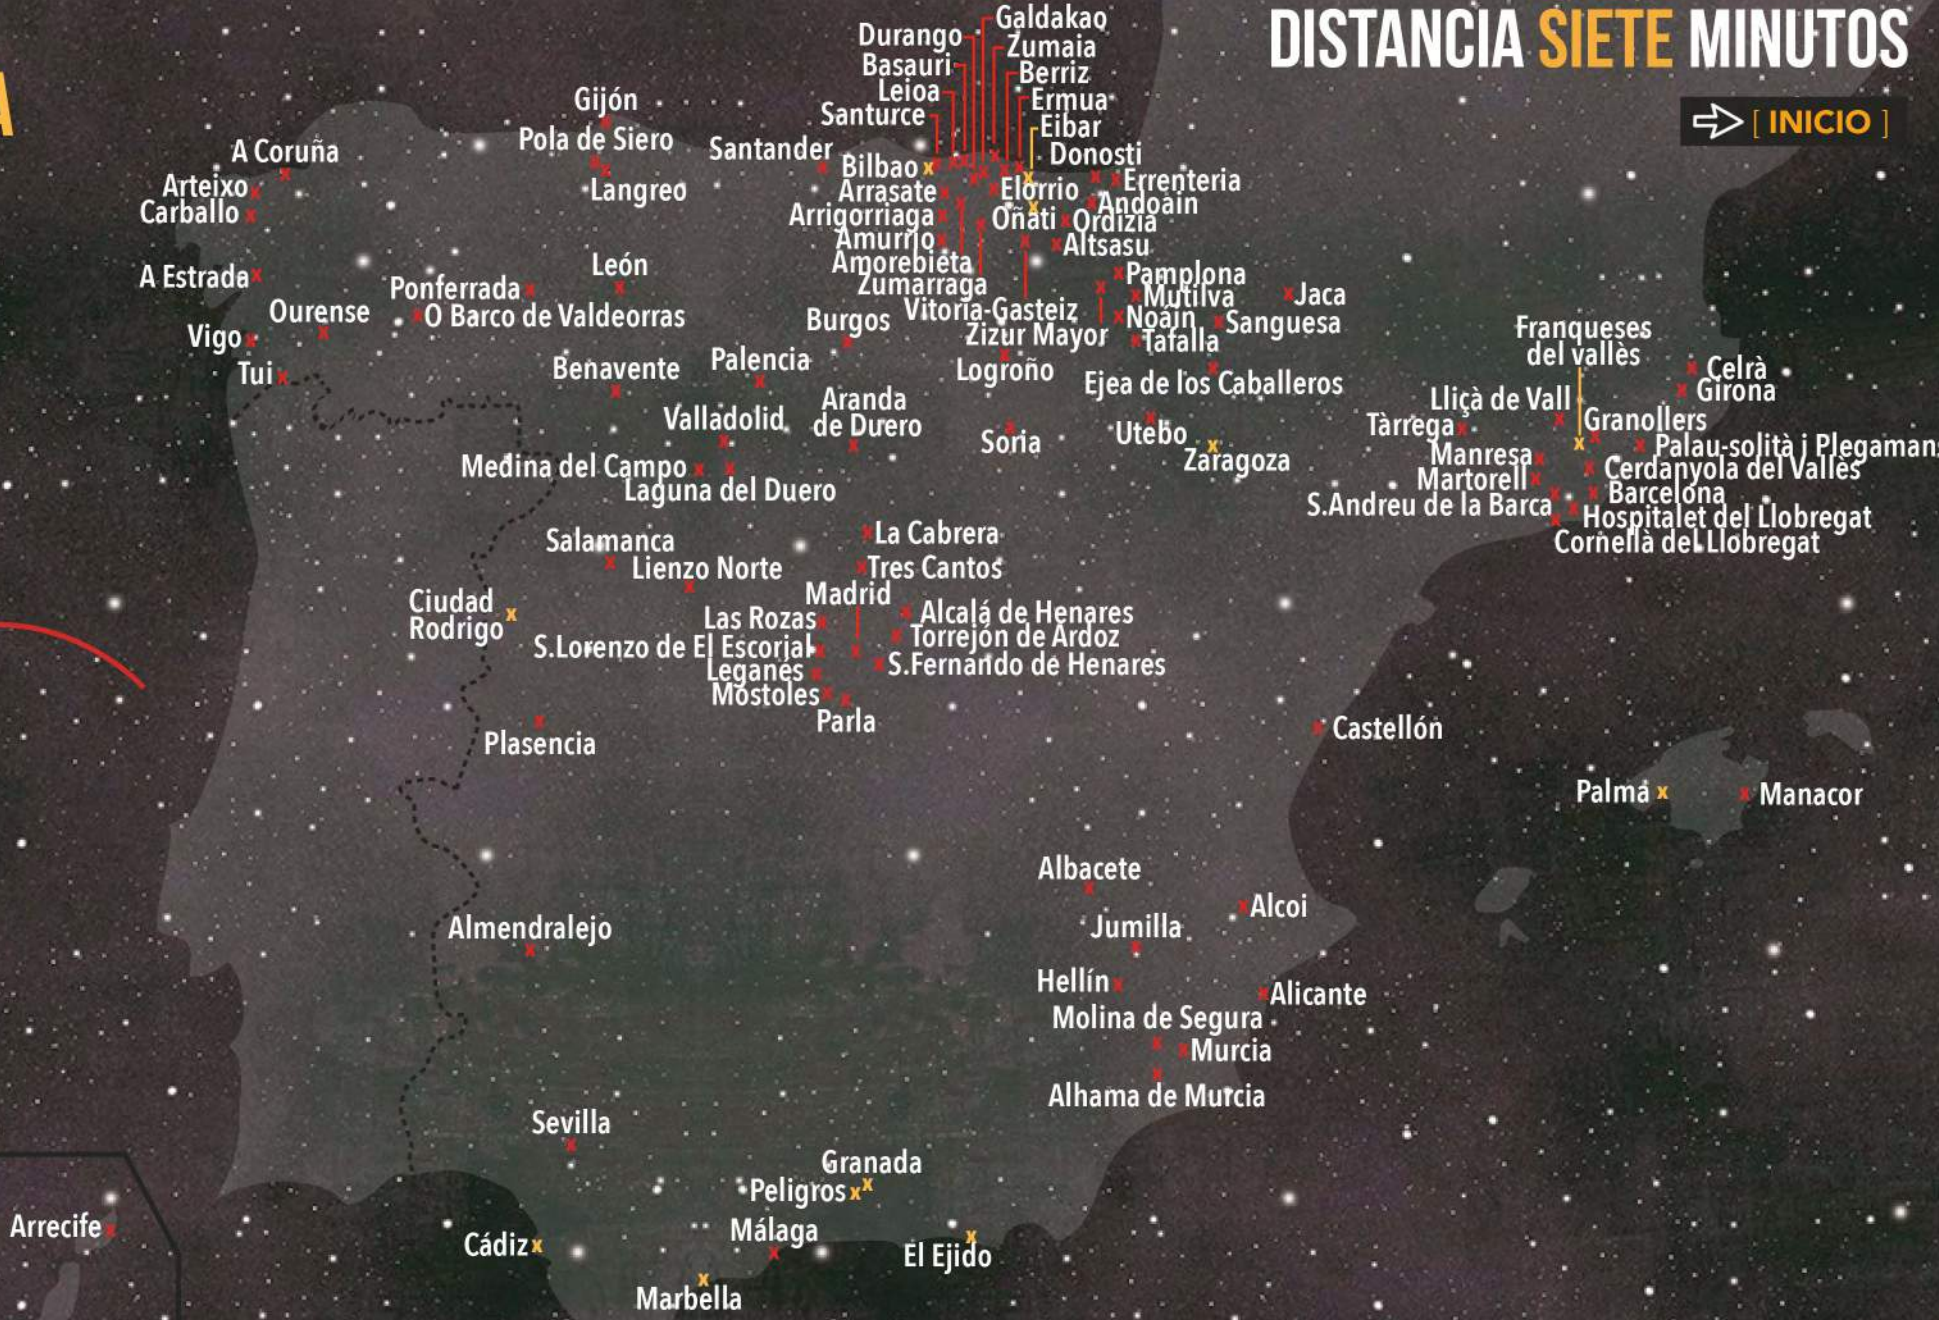 DISTANCIA SIETE MINUTOS
[ INICIO ]
Galdakao
Durango
Zumaia
Basauri
Berriz
Leioa
Ermua
Santurce
Eibar
Gijón
Pola de Siero
Langreo
Santander
Bilbao
Donosti
Errenteria
A Coruña
Arteixo
Carballo
Arrasate
Elorrio
Andoain
Arrigorriaga
Oñati
Ordizia
Amurrio
Altsasu
Amorebieta
Zumarraga
Vitoria-Gasteiz
Pamplona
Mutilva
Jaca
Zizur Mayor
Noáin
Sanguesa
Tafalla
A Estrada
Ourense
Ponferrada
O Barco de Valdeorras
León
Burgos
Vigo
Tui
Benavente
Palencia
Logroño
Ejea de los Caballeros
Valladolid
Aranda
de Duero
Soria
Utebo
Zaragoza
Medina del Campo
Laguna del Duero
Franqueses
del vallès
Celrà
Girona
Lliçà de Vall
Tàrrega
Granollers
Palau-solità i Plegamans
Manresa
Cerdanyola del Vallès
Martorell
Barcelona
S.Andreu de la Barca
Hospitalet del Llobregat
Cornellà del Llobregat
La Cabrera
Salamanca
Lienzo Norte
Tres Cantos
Madrid
Ciudad
Rodrigo
Las Rozas
Alcalá de Henares
Torrejón de Ardoz
S.Lorenzo de El Escorial
S.Fernando de Henares
Leganés
Móstoles
Parla
Plasencia
Castellón
Palma
Manacor
Albacete
Alcoi
Jumilla
Almendralejo
Hellín
Alicante
Molina de Segura
Murcia
Alhama de Murcia
Sevilla
Granada
Peligros
Arrecife
Málaga
Cádiz
El Ejido
Marbella